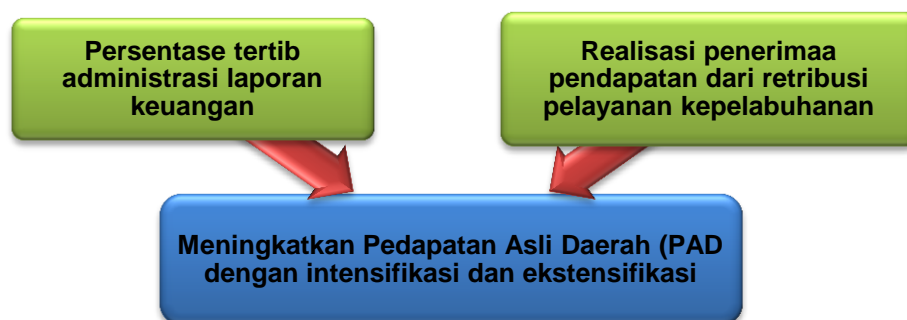 Persentase tertib
administrasi laporan
keuangan
Realisasi penerimaa
pendapatan dari retribusi
pelayanan kepelabuhanan
Meningkatkan Pedapatan Asli Daerah (PAD
dengan intensifikasi dan ekstensifikasi